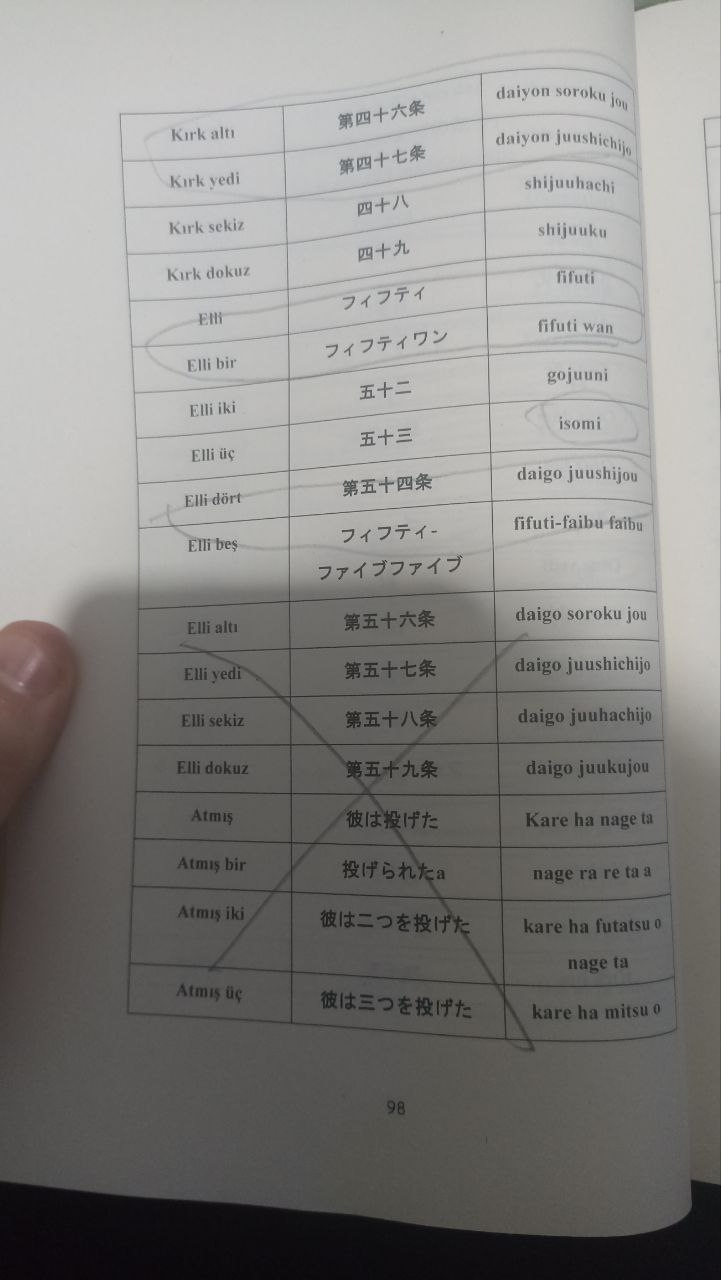 Kırk altı 第四十六条 daiyon soroku jou
Kırk yedi 第四十七条 daiyon juushichijo
Kırk sekiz 四十八 shijuuhachi
Kırk dokuz 四十九 shijuuku
Elli フィフティ fifuti
Elli bir フィフティワン fifuti wan
Elli iki 五十二 gojuuni
Elli üç 五十三 isomi
Elli dört 第五十四条 daigo juushijou
Elli beş フィフティ- fifuti-faibu faibu
ファイブファイブ
Elli altı 第五十六条 daigo soroku jou
Elli yedi 第五十七条 daigo juushichijo
Elli sekiz 第五十八条 daigo juuhachijo
Elli dokuz 第五十九条 daigo juukujou
Atmış 彼は投げた Kare ha nage ta
Atmış bir 投げられたa nage ra re ta a
Atmış iki 彼は二つを投げた kare ha futatsu o
nage ta
Atmış üç 彼は三つを投げた kare ha mitsu o
98